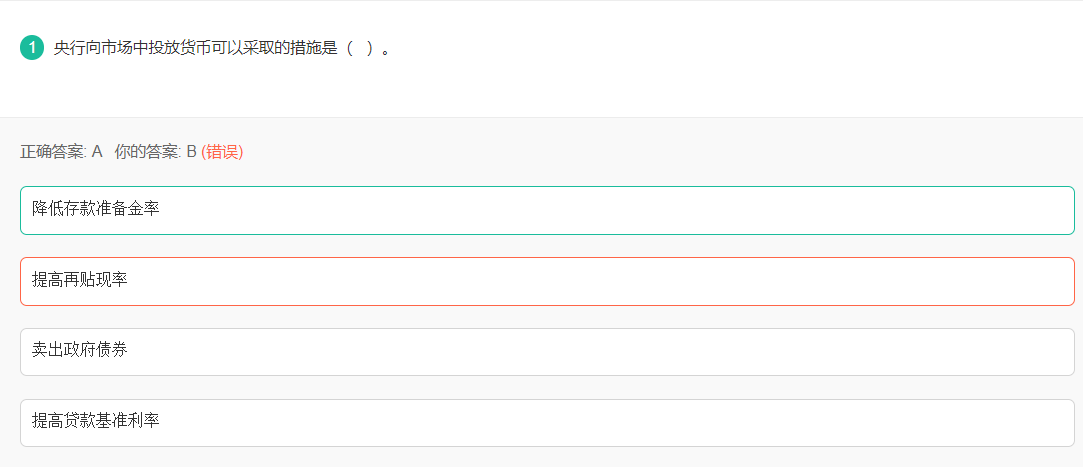 1 央行向市场中投放货币可以采取的措施是（ ）。
正确答案: A 你的答案: B (错误)
降低存款准备金率
提高再贴现率
卖出政府债券
提高贷款基准利率